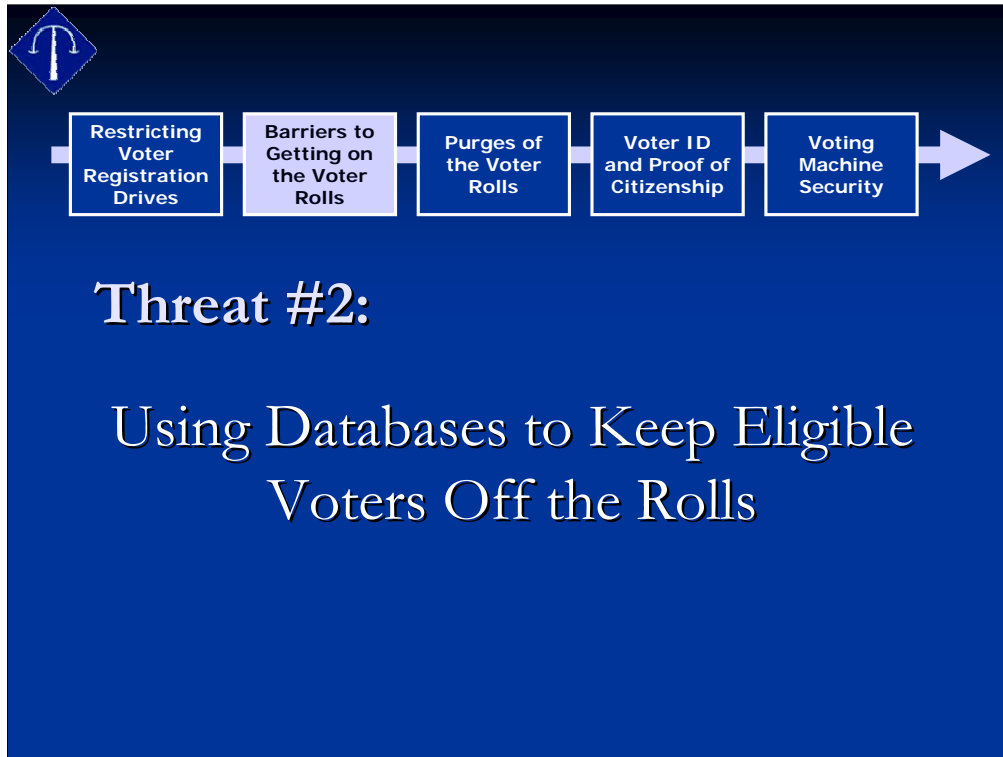 Restricting
Voter
Registration
Drives
Barriers to
Getting on
the Voter
Rolls
Purges of
the Voter
Rolls
Voter ID
and Proof of
Citizenship
Voting
Machine
Security
Threat #2:
Using Databases to Keep Eligible
Voters Off the Rolls